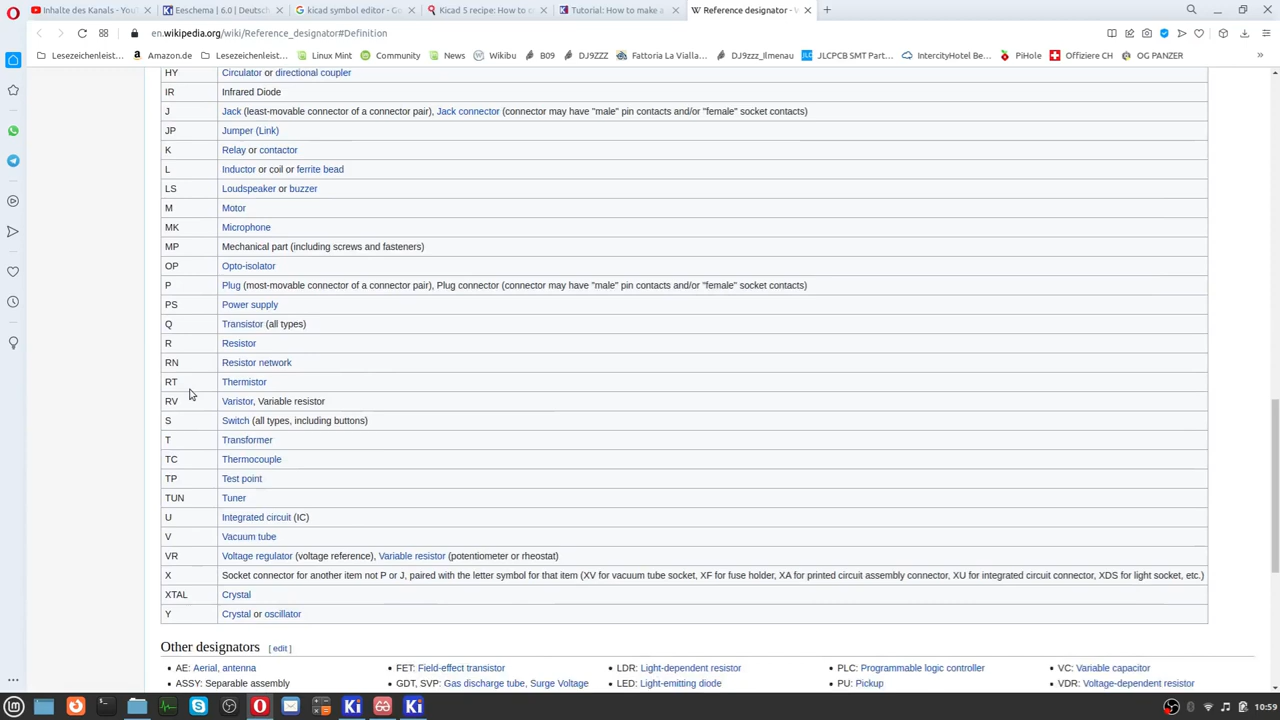 Inhalte des Kanals - You
Eeschema | 6.0 | Deutsch
kicad symbol editor - G
Kicad 5 recipe: How to c
Tutorial: How to make a
Reference designator - W
en.wikipedia.org/wiki/Reference_designator#Definition
Lesezeichenleist...
Amazon.de
Lesezeichenleist...
Linux Mint
Community
News
Wikibu
B09
DJ9ZZZ
Fattoria La Vialla...
DJ9zzz_Ilmenau
JLCPCB SMT Part...
IntercityHotel Be...
PiHole
Offiziere CH
OG PANZER
HY Circulator or directional coupler
IR Infrared Diode
J Jack (least-movable connector of a connector pair), Jack connector (connector may have "male" pin contacts and/or "female" socket contacts)
JP Jumper (Link)
K Relay or contactor
L Inductor or coil or ferrite bead
LS Loudspeaker or buzzer
M Motor
MK Microphone
MP Mechanical part (including screws and fasteners)
OP Opto-isolator
P Plug (most-movable connector of a connector pair), Plug connector (connector may have "male" pin contacts and/or "female" socket contacts)
PS Power supply
Q Transistor (all types)
R Resistor
RN Resistor network
RT Thermistor
RV Varistor, Variable resistor
S Switch (all types, including buttons)
T Transformer
TC Thermocouple
TP Test point
TUN Tuner
U Integrated circuit (IC)
V Vacuum tube
VR Voltage regulator (voltage reference), Variable resistor (potentiometer or rheostat)
X Socket connector for another item not P or J, paired with the letter symbol for that item (XV for vacuum tube socket, XF for fuse holder, XA for printed circuit assembly connector, XU for integrated circuit connector, XDS for light socket, etc.)
XTAL Crystal
Y Crystal or oscillator
Other designators [ edit ]
AE: Aerial, antenna
FET: Field-effect transistor
LDR: Light-dependent resistor
PLC: Programmable logic controller
VC: Variable capacitor
ASSY: Separable assembly
GDT, SVP: Gas discharge tube, Surge Voltage
LED: Light-emitting diode
PU: Pickup
VDR: Voltage-dependent resistor
10:59